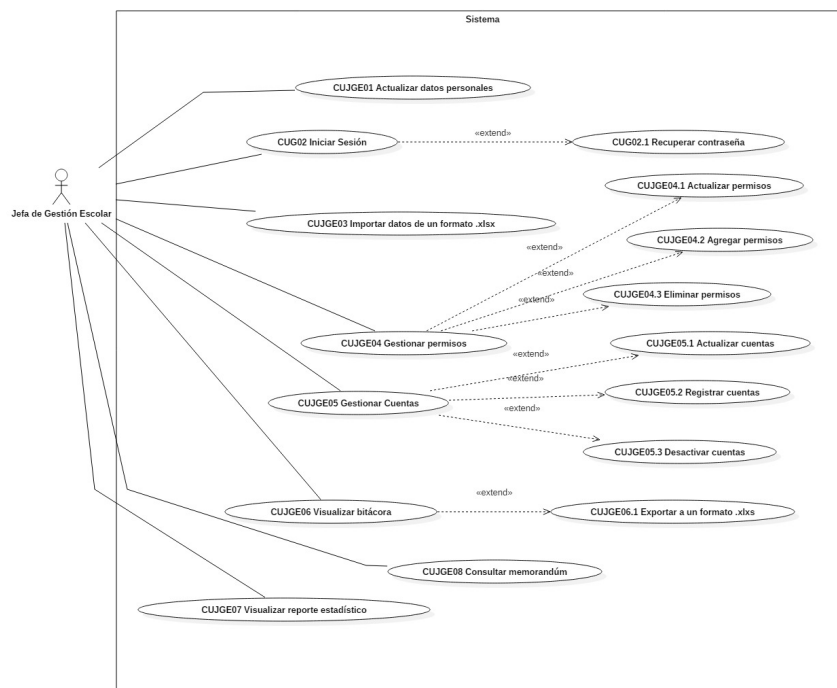 Sistema
CUJGE01 Actualizar datos personales
CUG02 Iniciar Sesión
«extend»
CUG02.1 Recuperar contraseña
Jefa de Gestión Escolar
CUJGE03 Importar datos de un formato .xlsx
CUJGE04.1 Actualizar permisos
«extend»
CUJGE04.2 Agregar permisos
«extend»
CUJGE04.3 Eliminar permisos
«extend»
CUJGE04 Gestionar permisos
CUJGE05.1 Actualizar cuentas
«extend»
CUJGE05 Gestionar Cuentas
«extend»
CUJGE05.2 Registrar cuentas
«extend»
CUJGE05.3 Desactivar cuentas
CUJGE06 Visualizar bitácora
«extend»
CUJGE06.1 Exportar a un formato .xlxs
CUJGE08 Consultar memorandúm
CUJGE07 Visualizar reporte estadístico